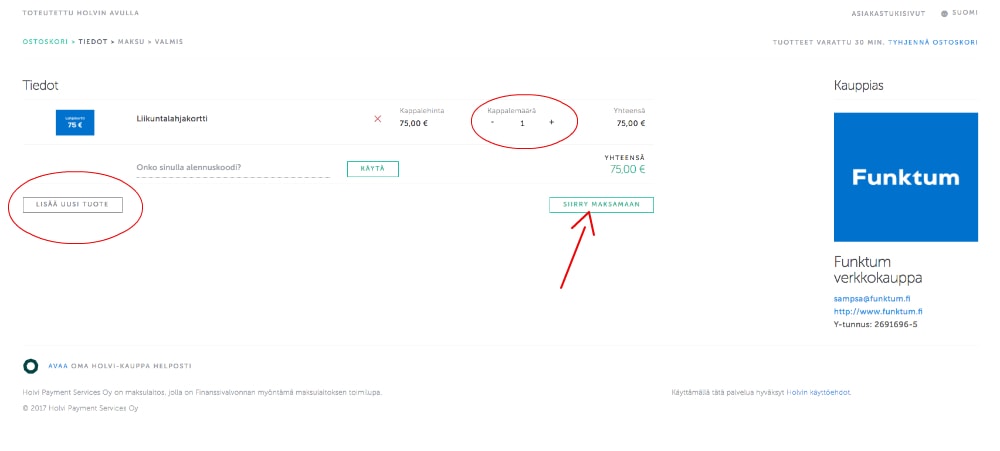 TOTEUTETTU HOLVIN AVULLA
ASIAKASTUKISIVUT SUOMI
OSTOSKORI > TIEDOT > MAKSU > VALMIS
TUOTTEET VARATTU 30 MIN. TYHJENNÄ OSTOSKORI
Tiedot
Kauppias
Lahjakortti
75 €
Liikuntalahjakortti
Kappalehinta
75,00 €
Kappalemäärä
- 1 +
Yhteensä
75,00 €
Onko sinulla alennuskoodi?
KÄYTÄ
YHTEENSÄ
75,00 €
LISÄÄ UUSI TUOTE
SIIRRY MAKSAMAAN
Funktum
Funktum
verkkokauppa
sampsa@funktum.fi
http://www.funktum.fi
Y-tunnus: 2691696-5
AVAA OMA HOLVI-KAUPPA HELPOSTI
Holvi Payment Services Oy on maksulaitos, jolla on Finanssivalvonnan myöntämä maksulaitoksen toimilupa.
Käyttämällä tätä palvelua hyväksyt Holvin käyttöehdot.
© 2017 Holvi Payment Services Oy